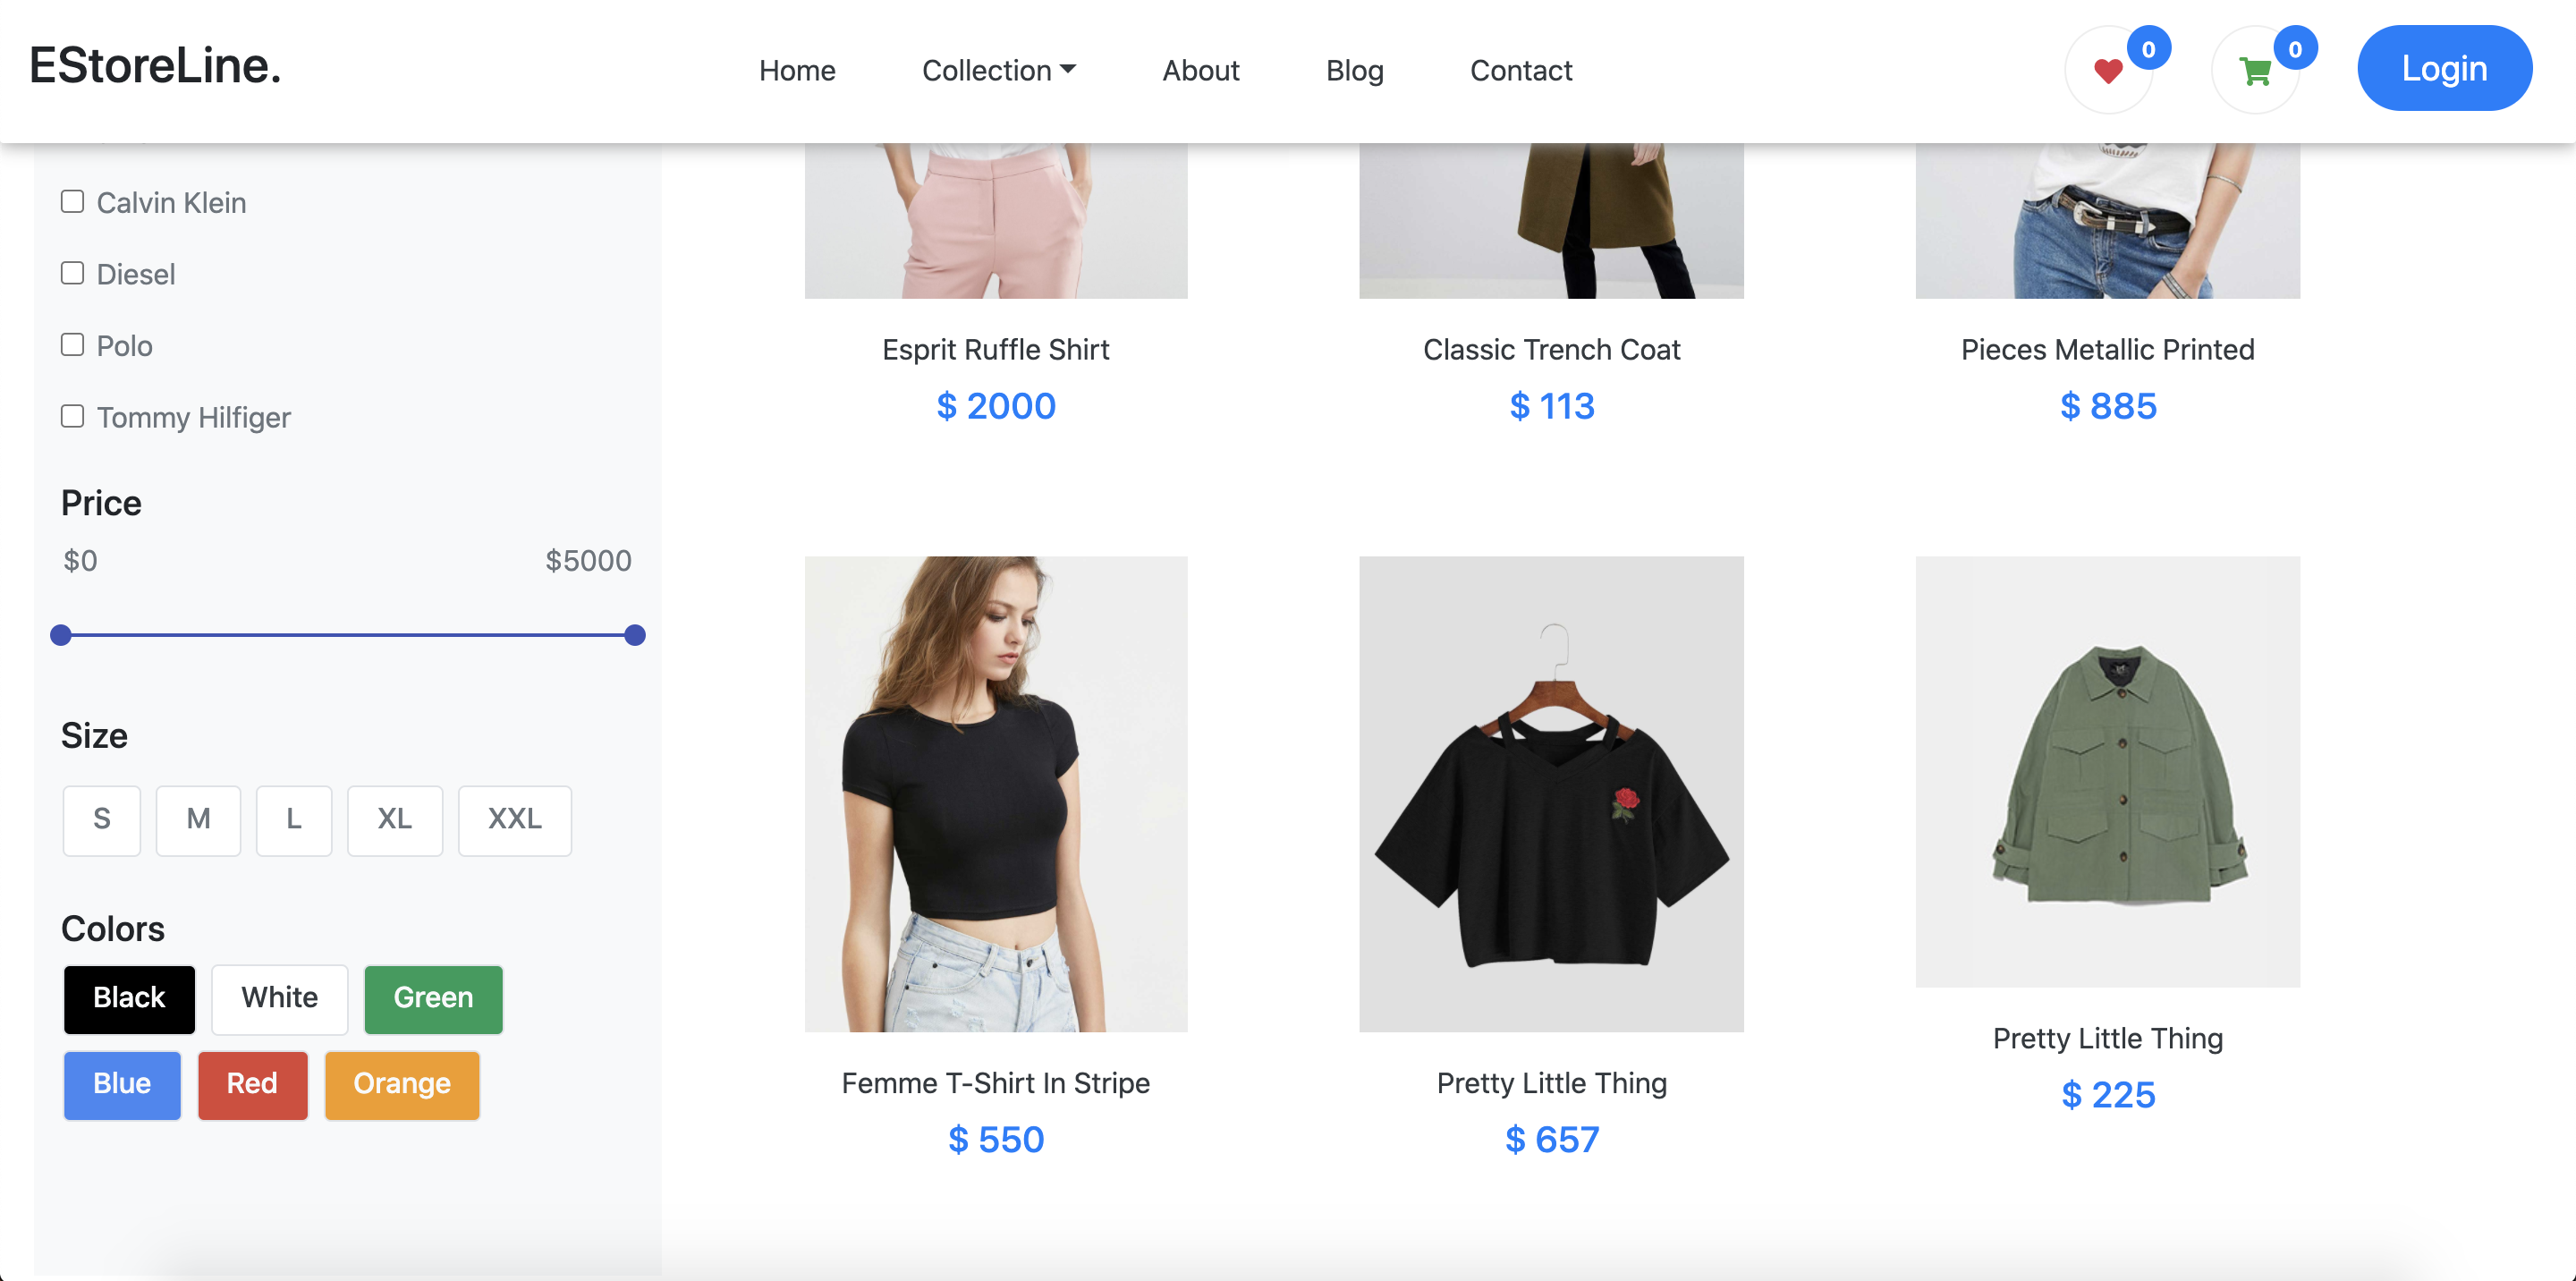 EStoreLine.
Home Collection About Blog Contact
0 0 Login
Calvin Klein
Diesel
Polo
Tommy Hilfiger
Price
$0 $5000
Size
S M L XL XXL
Colors
Black White Green
Blue Red Orange
Esprit Ruffle Shirt
$ 2000
Classic Trench Coat
$ 113
Pieces Metallic Printed
$ 885
Femme T-Shirt In Stripe
$ 550
Pretty Little Thing
$ 657
Pretty Little Thing
$ 225